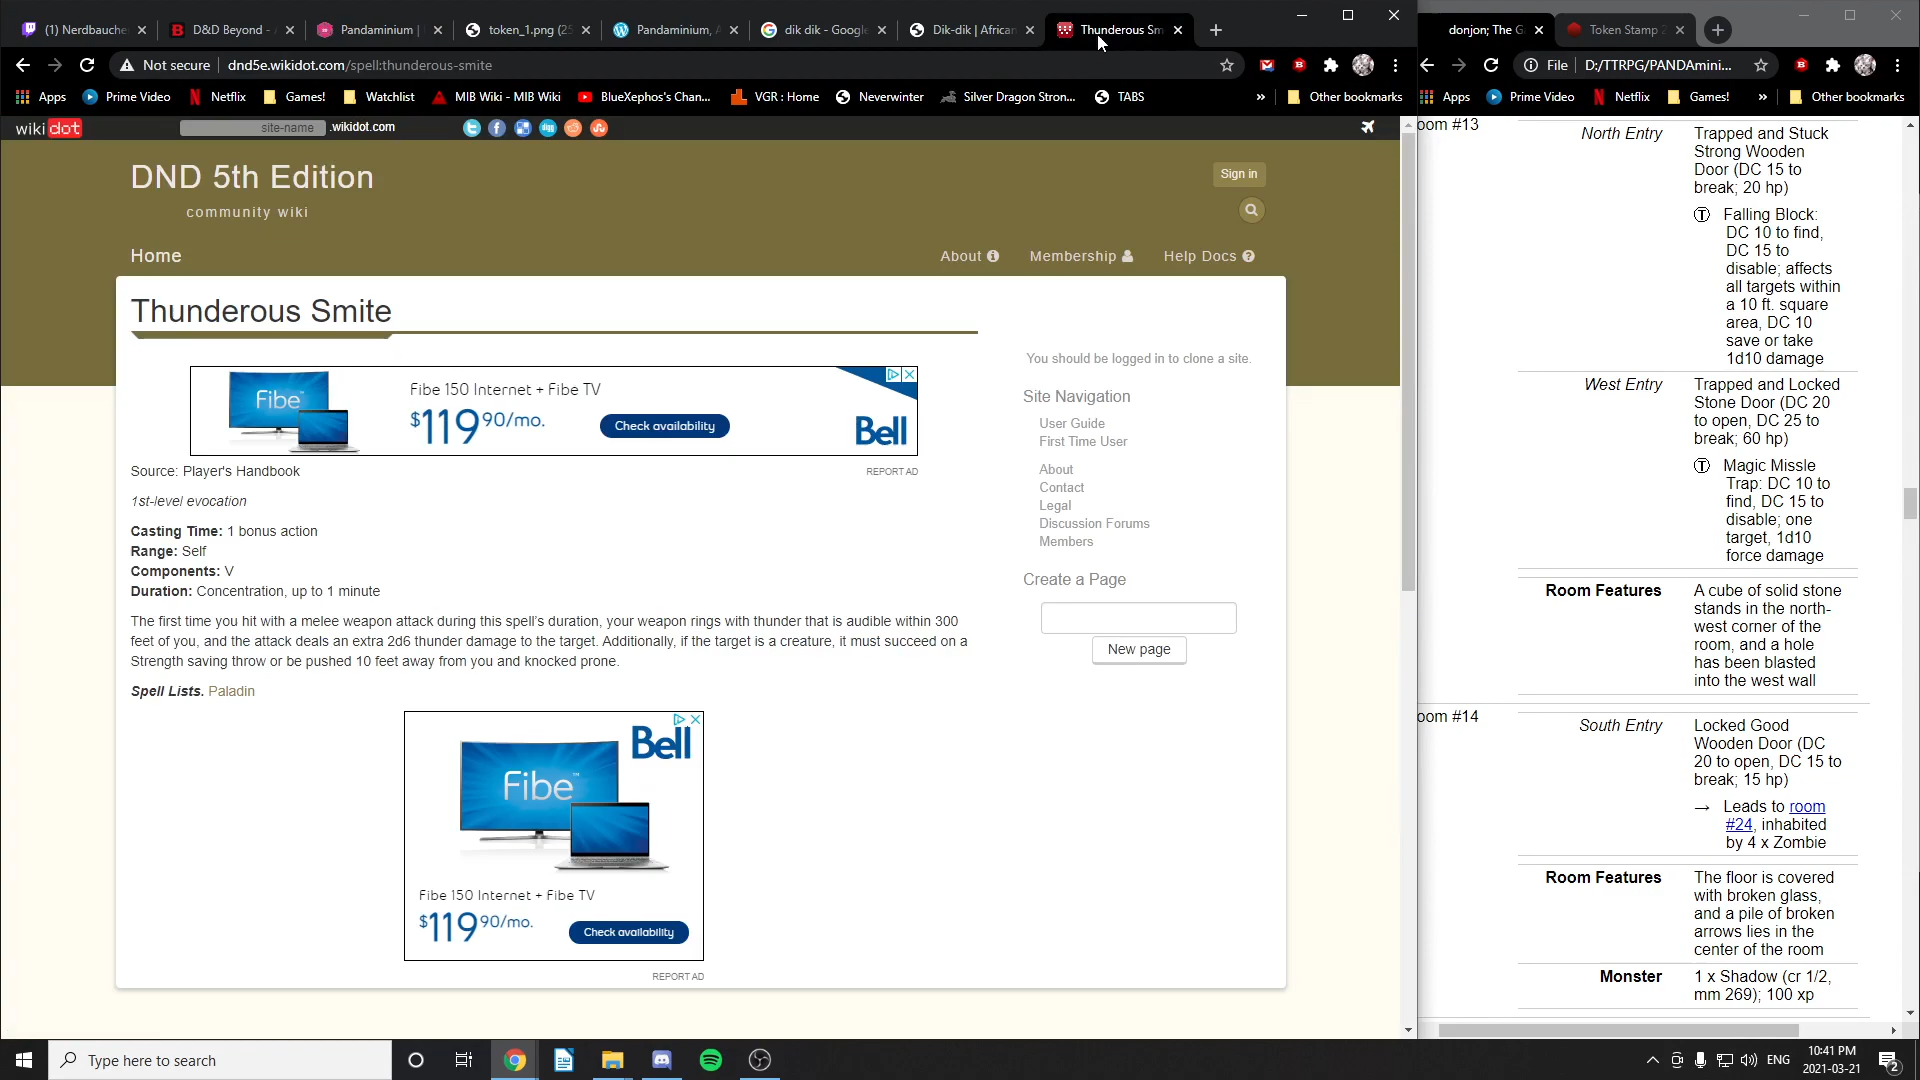 (1) Nerdbauche
D&D Beyond -
Pandaminium |
token_1.png (25
Pandaminium, A
dik dik - Google
Dik-dik | African
Thunderous Sm
Not secure
dnd5e.wikidot.com/spell:thunderous-smite
Apps
Prime Video
Netflix
Games!
Watchlist
MIB Wiki - MIB Wiki
BlueXephos's Chan...
VGR : Home
Neverwinter
Silver Dragon Stron...
TABS
»
Other bookmarks
wiki dot
site-name
.wikidot.com
DND 5th Edition
community wiki
Sign in
Home
About
Membership
Help Docs
Thunderous Smite
Fibe
Fibe 150 Internet + Fibe TV
$119 90/mo.
Check availability
Bell
REPORT AD
Source: Player's Handbook
1st-level evocation
Casting Time: 1 bonus action
Range: Self
Components: V
Duration: Concentration, up to 1 minute
The first time you hit with a melee weapon attack during this spell's duration, your weapon rings with thunder that is audible within 300
feet of you, and the attack deals an extra 2d6 thunder damage to the target. Additionally, if the target is a creature, it must succeed on a
Strength saving throw or be pushed 10 feet away from you and knocked prone.
Spell Lists. Paladin
Bell
Fibe™
Fibe 150 Internet + Fibe TV
$119 90/mo.
Check availability
REPORT AD
You should be logged in to clone a site.
Site Navigation
User Guide
First Time User
About
Contact
Legal
Discussion Forums
Members
Create a Page
New page
donjon; The G
Token Stamp 2
File
D:/TTRPG/PANDAmini...
Apps
Prime Video
Netflix
Games!
»
Other bookmarks
oom #13
North Entry
Trapped and Stuck
Strong Wooden
Door (DC 15 to
break; 20 hp)
Ⓣ Falling Block:
DC 10 to find,
DC 15 to
disable; affects
all targets within
a 10 ft. square
area, DC 10
save or take
1d10 damage
West Entry
Trapped and Locked
Stone Door (DC 20
to open, DC 25 to
break; 60 hp)
Ⓣ Magic Missle
Trap: DC 10 to
find, DC 15 to
disable; one
target, 1d10
force damage
Room Features
A cube of solid stone
stands in the north-
west corner of the
room, and a hole
has been blasted
into the west wall
oom #14
South Entry
Locked Good
Wooden Door (DC
20 to open, DC 15 to
break; 15 hp)
→ Leads to room
#24, inhabited
by 4 x Zombie
Room Features
The floor is covered
with broken glass,
and a pile of broken
arrows lies in the
center of the room
Monster
1 x Shadow (cr 1/2,
mm 269); 100 xp
Type here to search
ENG
10:41 PM
2021-03-21
2